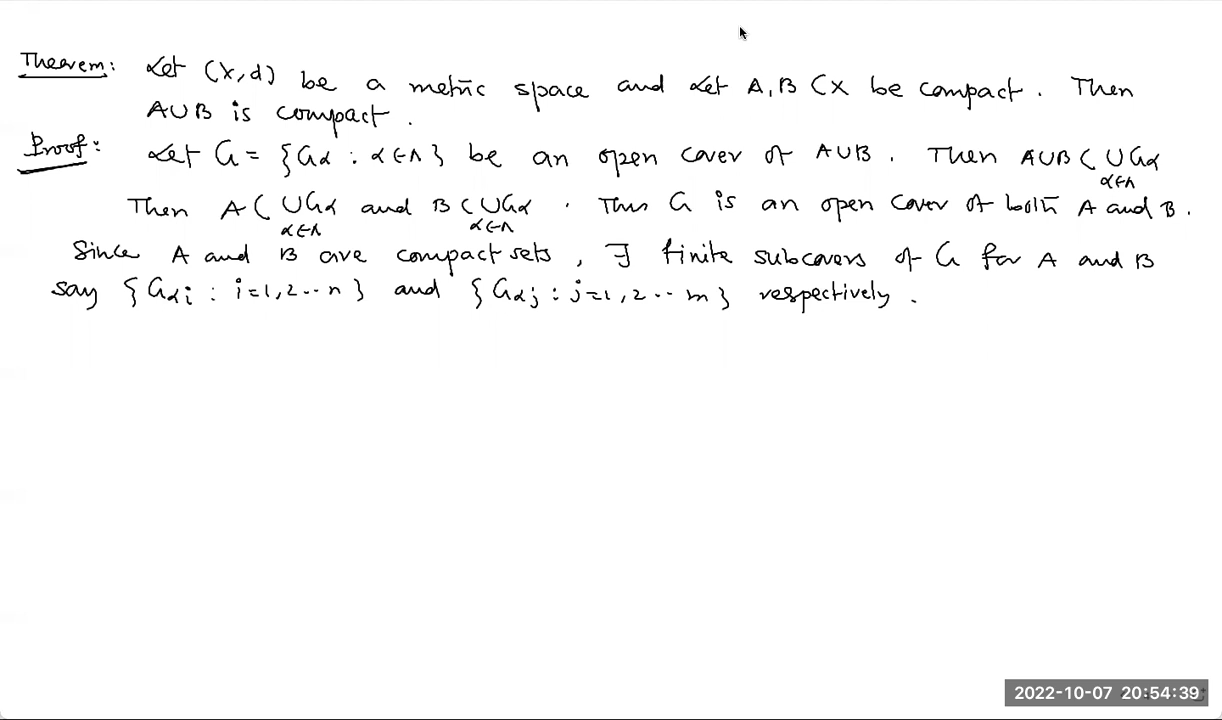 Theorem: Let (X, d) be a metric space and let A, B ⊂ X be compact. Then
A∪B is compact.
Proof: Let G = {Gα : α∈Λ} be an open cover of A∪B. Then A∪B ⊂ ∪Gα
α∈Λ
Then A ⊂ ∪Gα and B ⊂ ∪Gα. Thus G is an open cover of both A and B.
α∈Λ α∈Λ
Since A and B are compact sets, ∃ finite subcovers of G for A and B
say {Gαi : i=1,2...n} and {Gαj : j=1,2...m} respectively.
2022-10-07 20:54:39